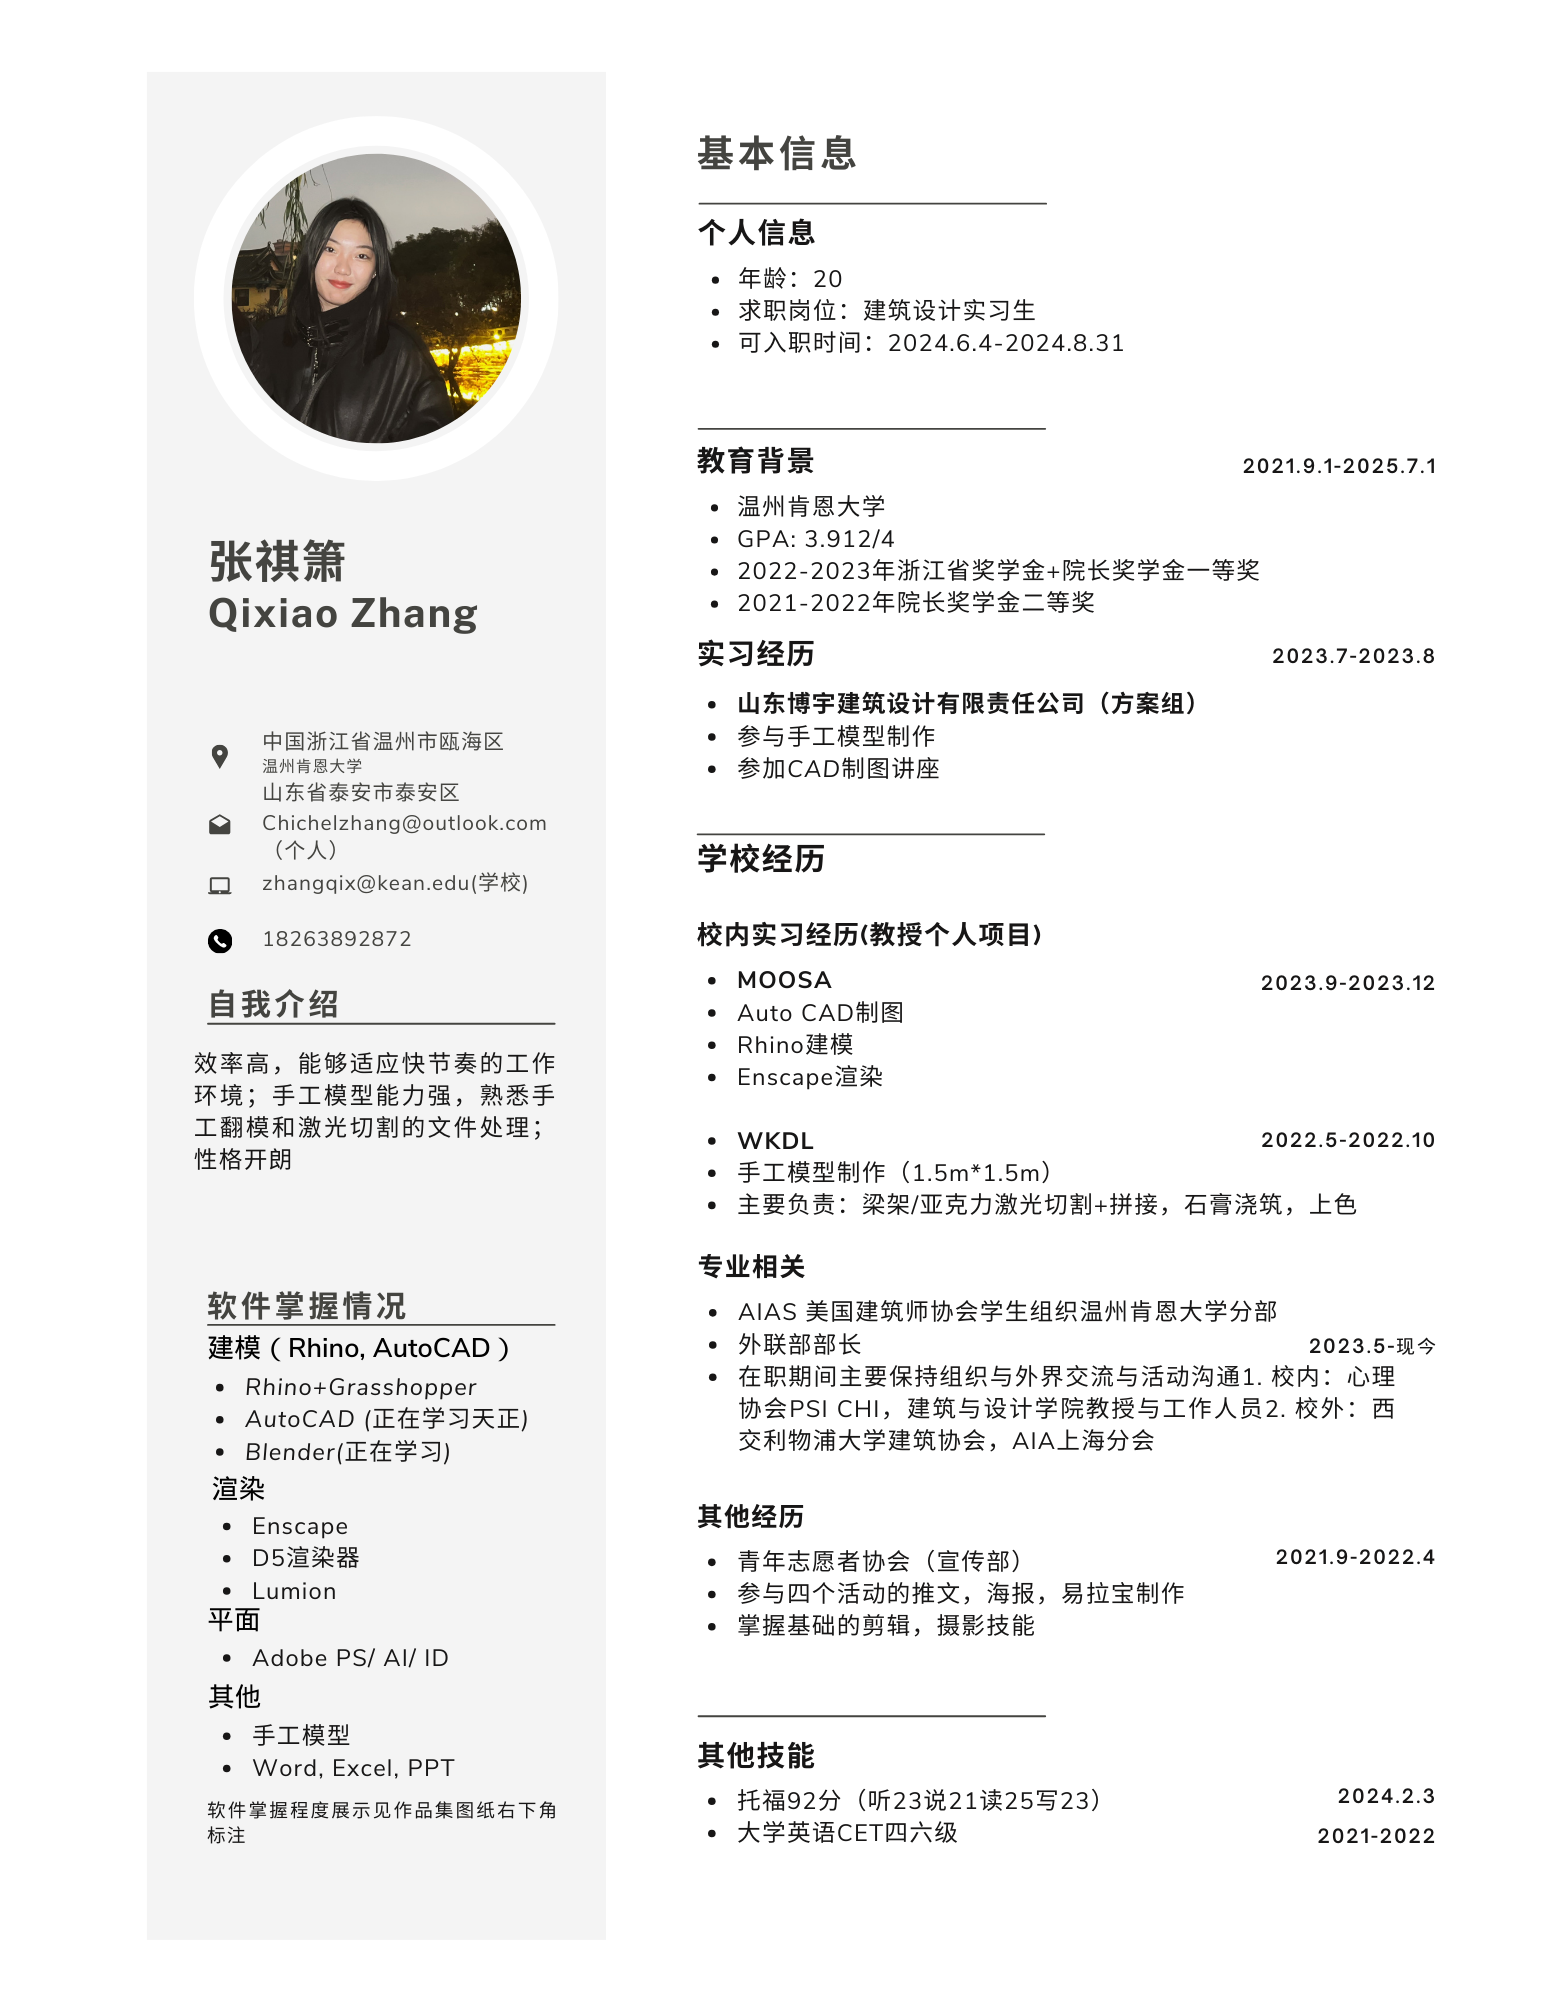 张祺箫
Qixiao Zhang
中国浙江省温州市瓯海区
温州肯恩大学
山东省泰安市泰安区
Chichelzhang@outlook.com
（个人）
zhangqix@kean.edu(学校)
18263892872
自我介绍
效率高，能够适应快节奏的工作
环境；手工模型能力强，熟悉手
工翻模和激光切割的文件处理；
性格开朗
软件掌握情况
建模（Rhino, AutoCAD）
Rhino+Grasshopper
AutoCAD (正在学习天正)
Blender(正在学习)
渲染
Enscape
D5渲染器
Lumion
平面
Adobe PS/ AI/ ID
其他
手工模型
Word, Excel, PPT
软件掌握程度展示见作品集图纸右下角
标注
基本信息
个人信息
年龄：20
求职岗位：建筑设计实习生
可入职时间：2024.6.4-2024.8.31
教育背景 2021.9.1-2025.7.1
温州肯恩大学
GPA: 3.912/4
2022-2023年浙江省奖学金+院长奖学金一等奖
2021-2022年院长奖学金二等奖
实习经历 2023.7-2023.8
山东博宇建筑设计有限责任公司（方案组）
参与手工模型制作
参加CAD制图讲座
学校经历
校内实习经历(教授个人项目)
MOOSA 2023.9-2023.12
Auto CAD制图
Rhino建模
Enscape渲染
WKDL 2022.5-2022.10
手工模型制作（1.5m*1.5m）
主要负责：梁架/亚克力激光切割+拼接，石膏浇筑，上色
专业相关
AIAS 美国建筑师协会学生组织温州肯恩大学分部
外联部部长 2023.5-现今
在职期间主要保持组织与外界交流与活动沟通1. 校内：心理
协会PSI CHI，建筑与设计学院教授与工作人员2. 校外：西
交利物浦大学建筑协会，AIA上海分会
其他经历
青年志愿者协会（宣传部） 2021.9-2022.4
参与四个活动的推文，海报，易拉宝制作
掌握基础的剪辑，摄影技能
其他技能
托福92分（听23说21读25写23） 2024.2.3
大学英语CET四六级 2021-2022